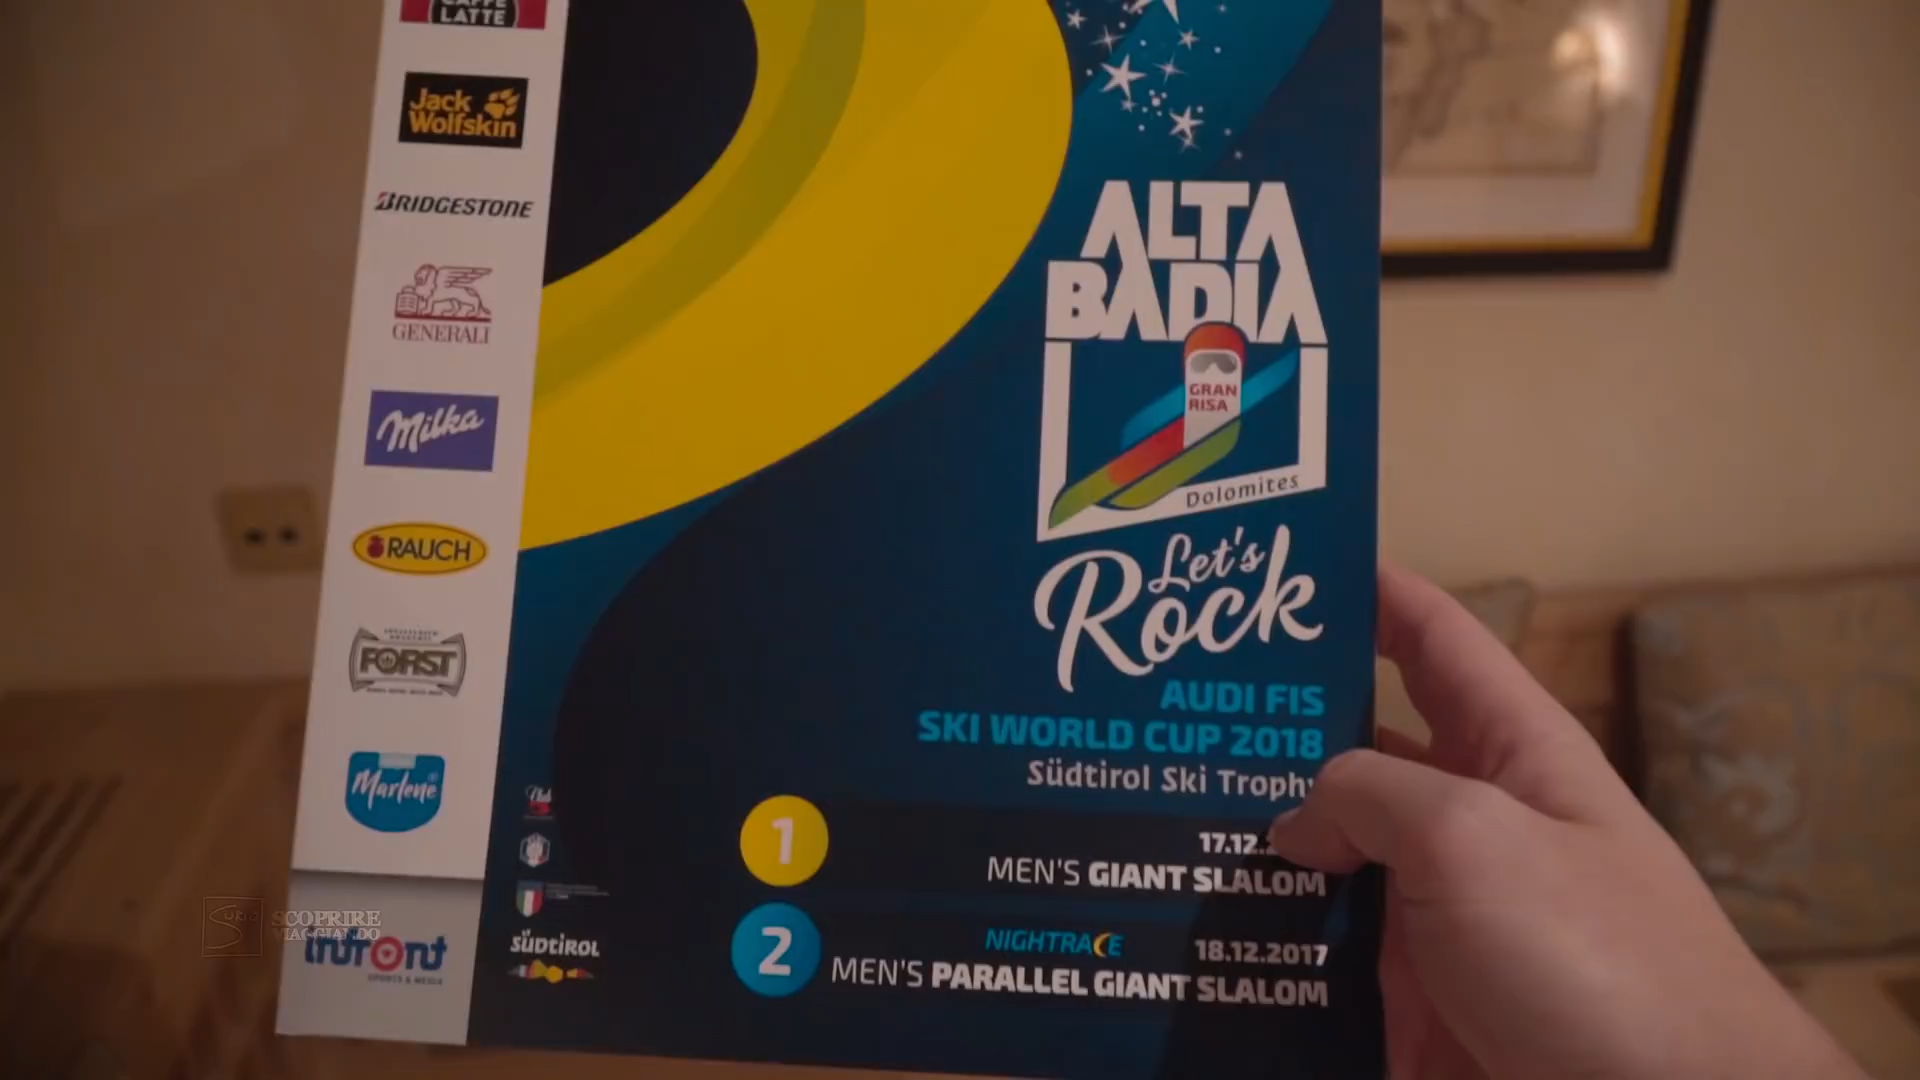 CAFFE
LATTE
Jack
Wolfskin
BRIDGESTONE
GENERALI
Milka
RAUCH
FORST
Marlene
infront
SPORTS & MEDIA
SÜDTIROL
ALTA
BADIA
GRAN
RISA
Dolomites
Let's
Rock
AUDI FIS
SKI WORLD CUP 2018
Südtirol Ski Trophy
1
17.12.
MEN'S GIANT SLALOM
2
NIGHTRACE 18.12.2017
MEN'S PARALLEL GIANT SLALOM
SCOPRIRE
VIAGGIANDO